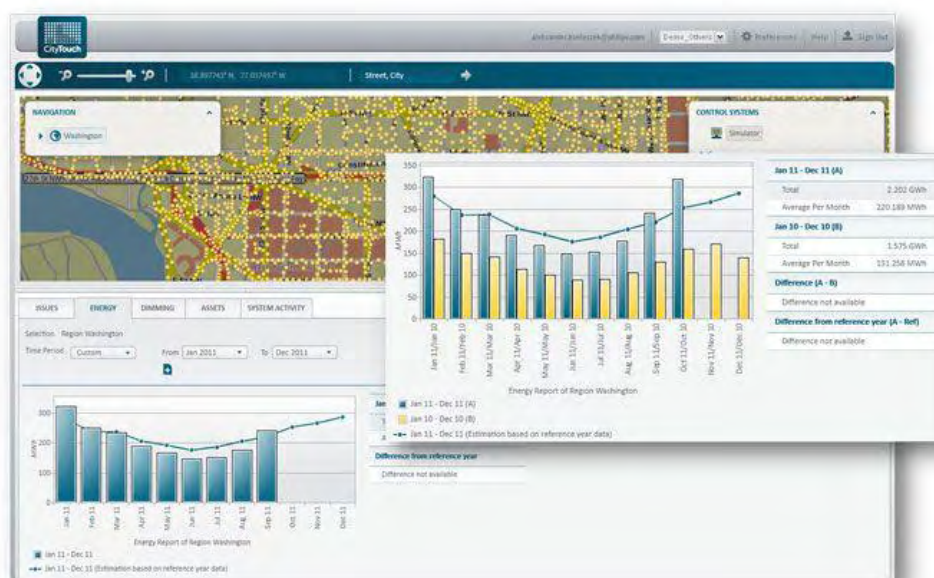 CityTouch
Demo_Others
Preferences
Help
Sign Out
Street, City
NAVIGATION
Washington
CONTROL SYSTEMS
Simulator
ISSUES
ENERGY
DIMMING
ASSETS
SYSTEM ACTIVITY
Selection Region Washington
Time Period Custom From Jan 2011 To Dec 2011
300
200
100
0
MWh
Jan 11
Feb 11
Mar 11
Apr 11
May 11
Jun 11
Jul 11
Aug 11
Sep 11
Oct 11
Nov 11
Dec 11
Energy Report of Region Washington
Jan 11 - Dec 11
Jan 11 - Dec 11 (Estimation based on reference year data)
Difference from reference year
Difference not available
350
300
250
200
150
100
50
0
MWh
Jan 11/Jan 10
Feb 11/Feb 10
Mar 11/Mar 10
Apr 11/Apr 10
May 11/May 10
Jun 11/Jun 10
Jul 11/Jul 10
Aug 11/Aug 10
Sep 11/Sep 10
Oct 11/Oct 10
Nov 11/Nov 10
Dec 11/Dec 10
Energy Report of Region Washington
Jan 11 - Dec 11 (A)
Jan 10 - Dec 10 (B)
Jan 11 - Dec 11 (Estimation based on reference year data)
Jan 11 - Dec 11 (A)
Total 2.202 GWh
Average Per Month 220.189 MWh
Jan 10 - Dec 10 (B)
Total 1.575 GWh
Average Per Month 131.258 MWh
Difference (A - B)
Difference not available
Difference from reference year (A - Ref)
Difference not available